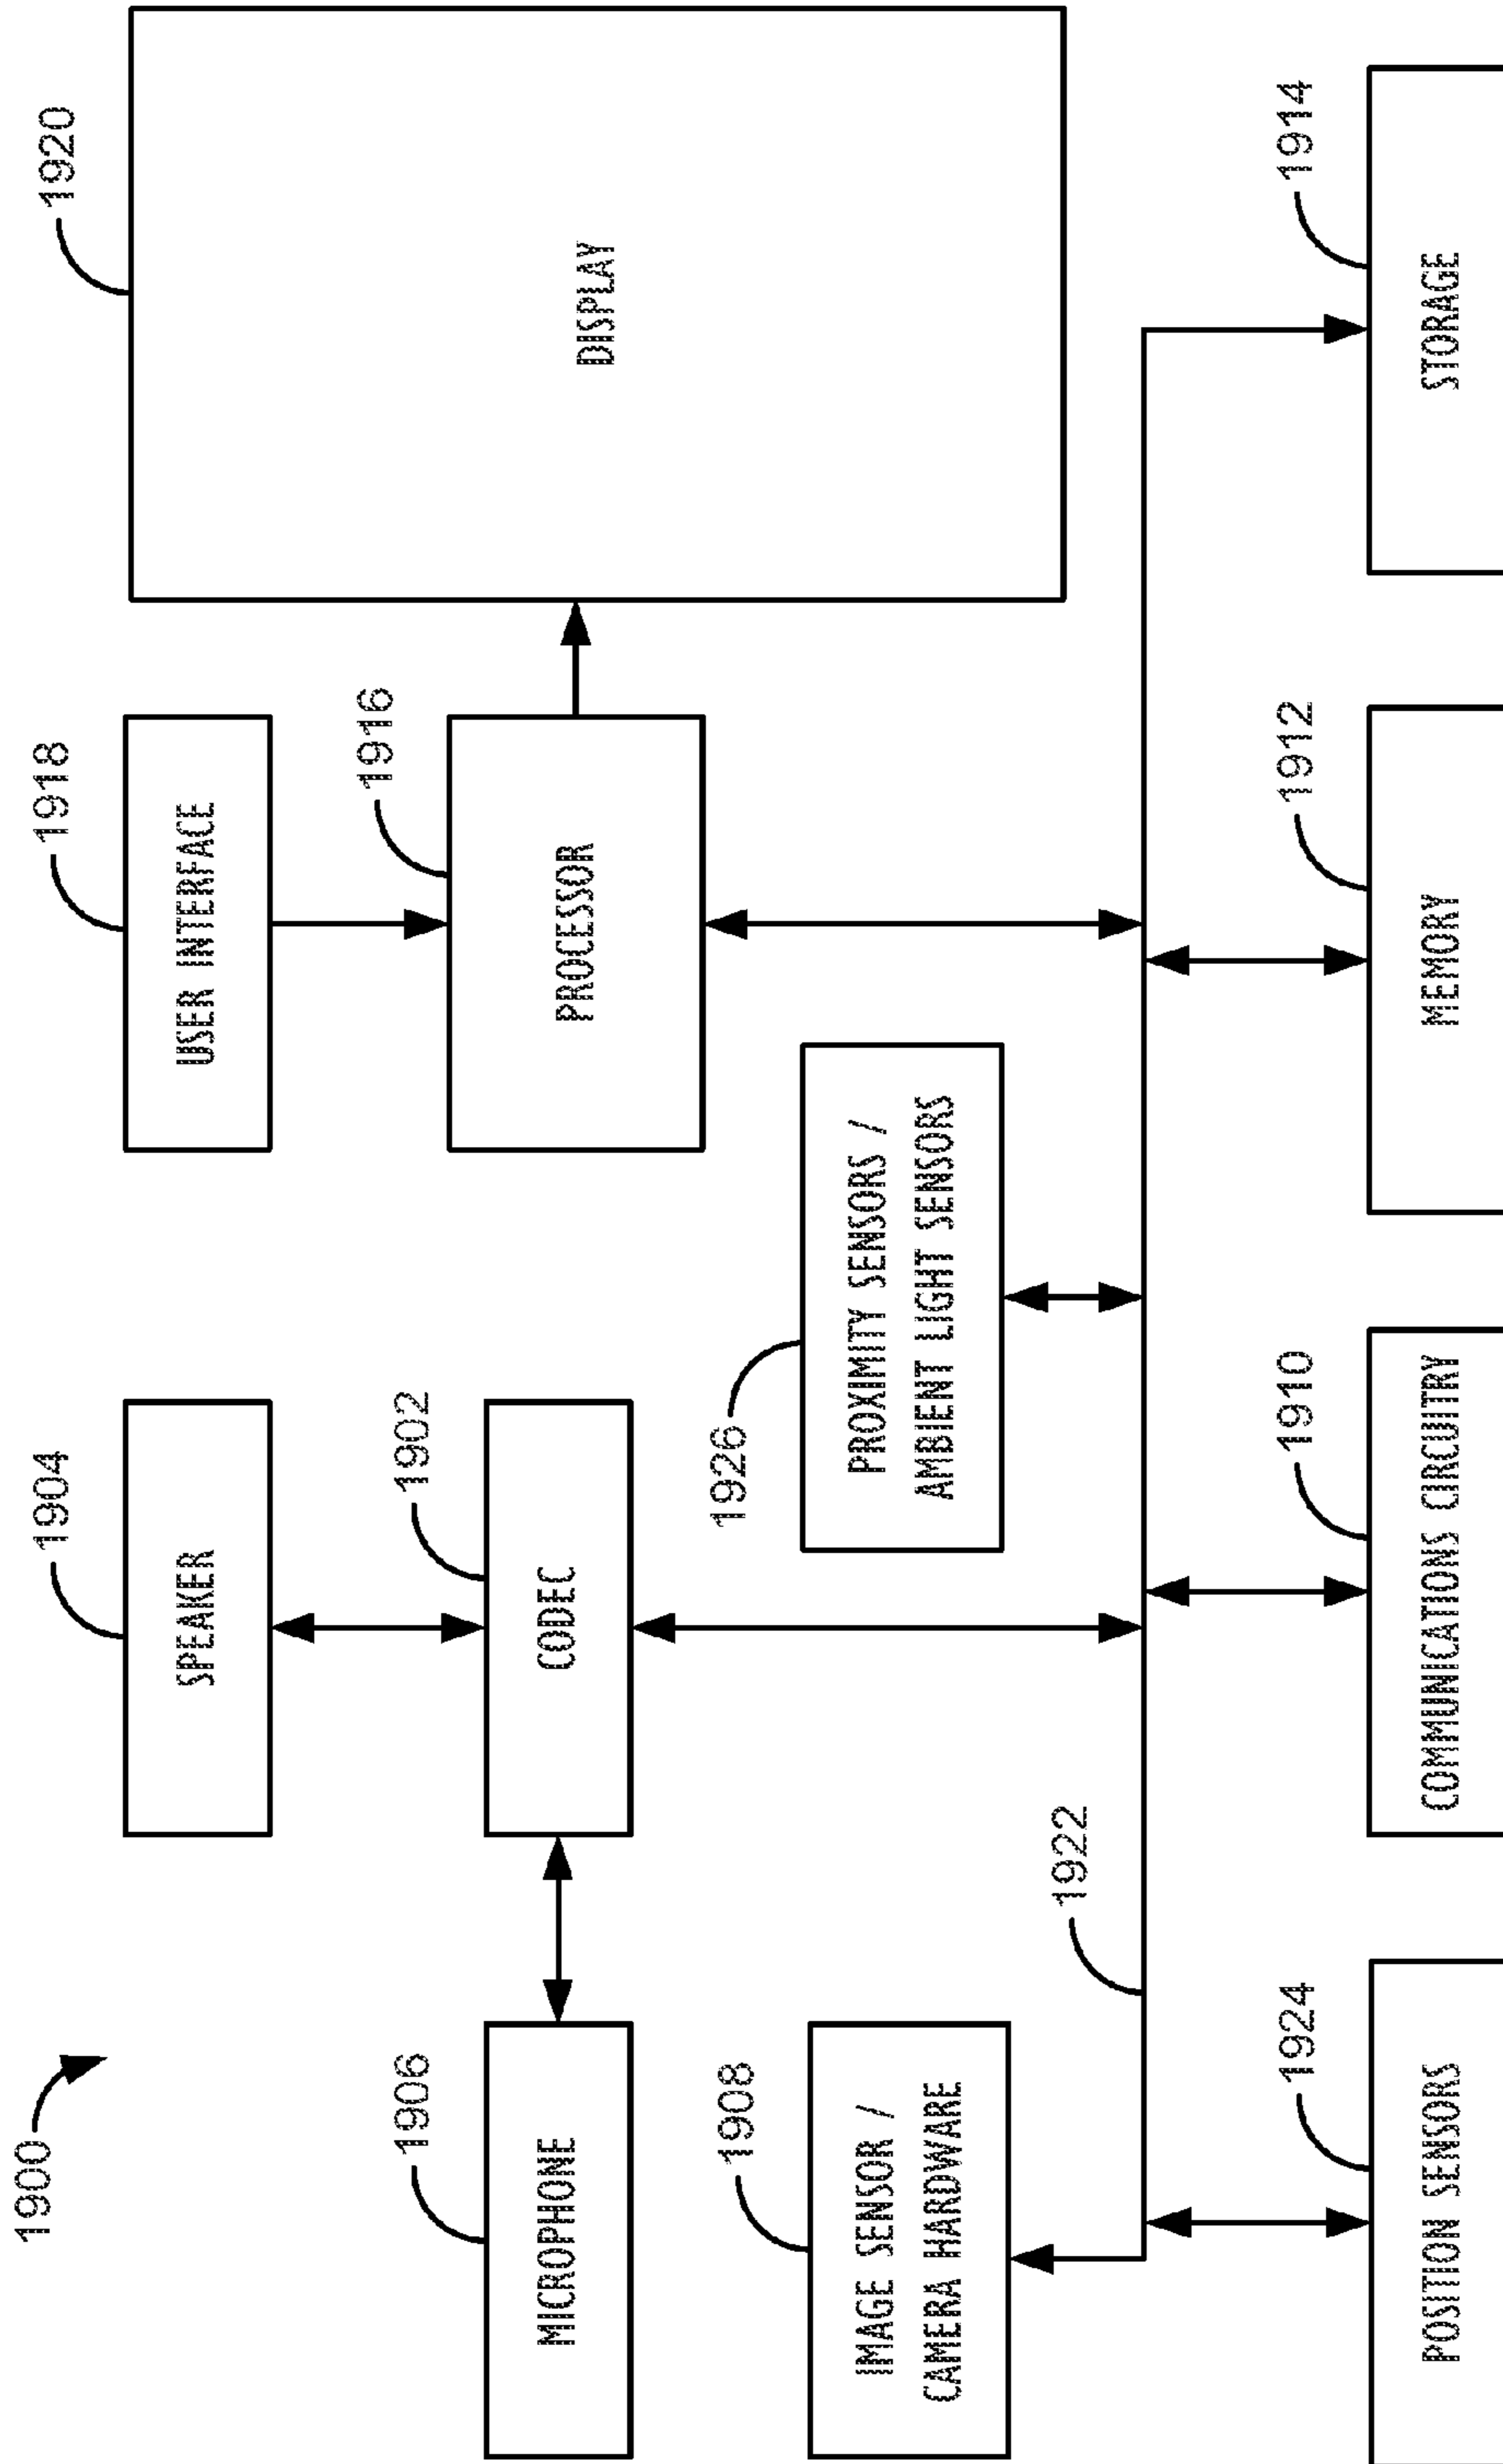 1900
1904
SPEAKER
1918
USER INTERFACE
1920
DISPLAY
1906
MICROPHONE
1902
CODEC
1916
PROCESSOR
1908
IMAGE SENSOR /
CAMERA HARDWARE
1926
PROXIMITY SENSORS /
AMBIENT LIGHT SENSORS
1922
1924
POSITION SENSORS
1910
COMMUNICATIONS CIRCUITRY
1912
MEMORY
1914
STORAGE